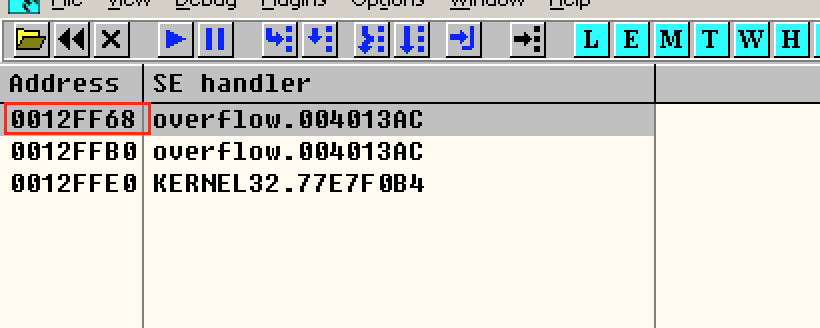 File View Debug Plugins Options Window Help
L E M T W H
Address SE handler
0012FF68 overflow.004013AC
0012FFB0 overflow.004013AC
0012FFE0 KERNEL32.77E7F0B4